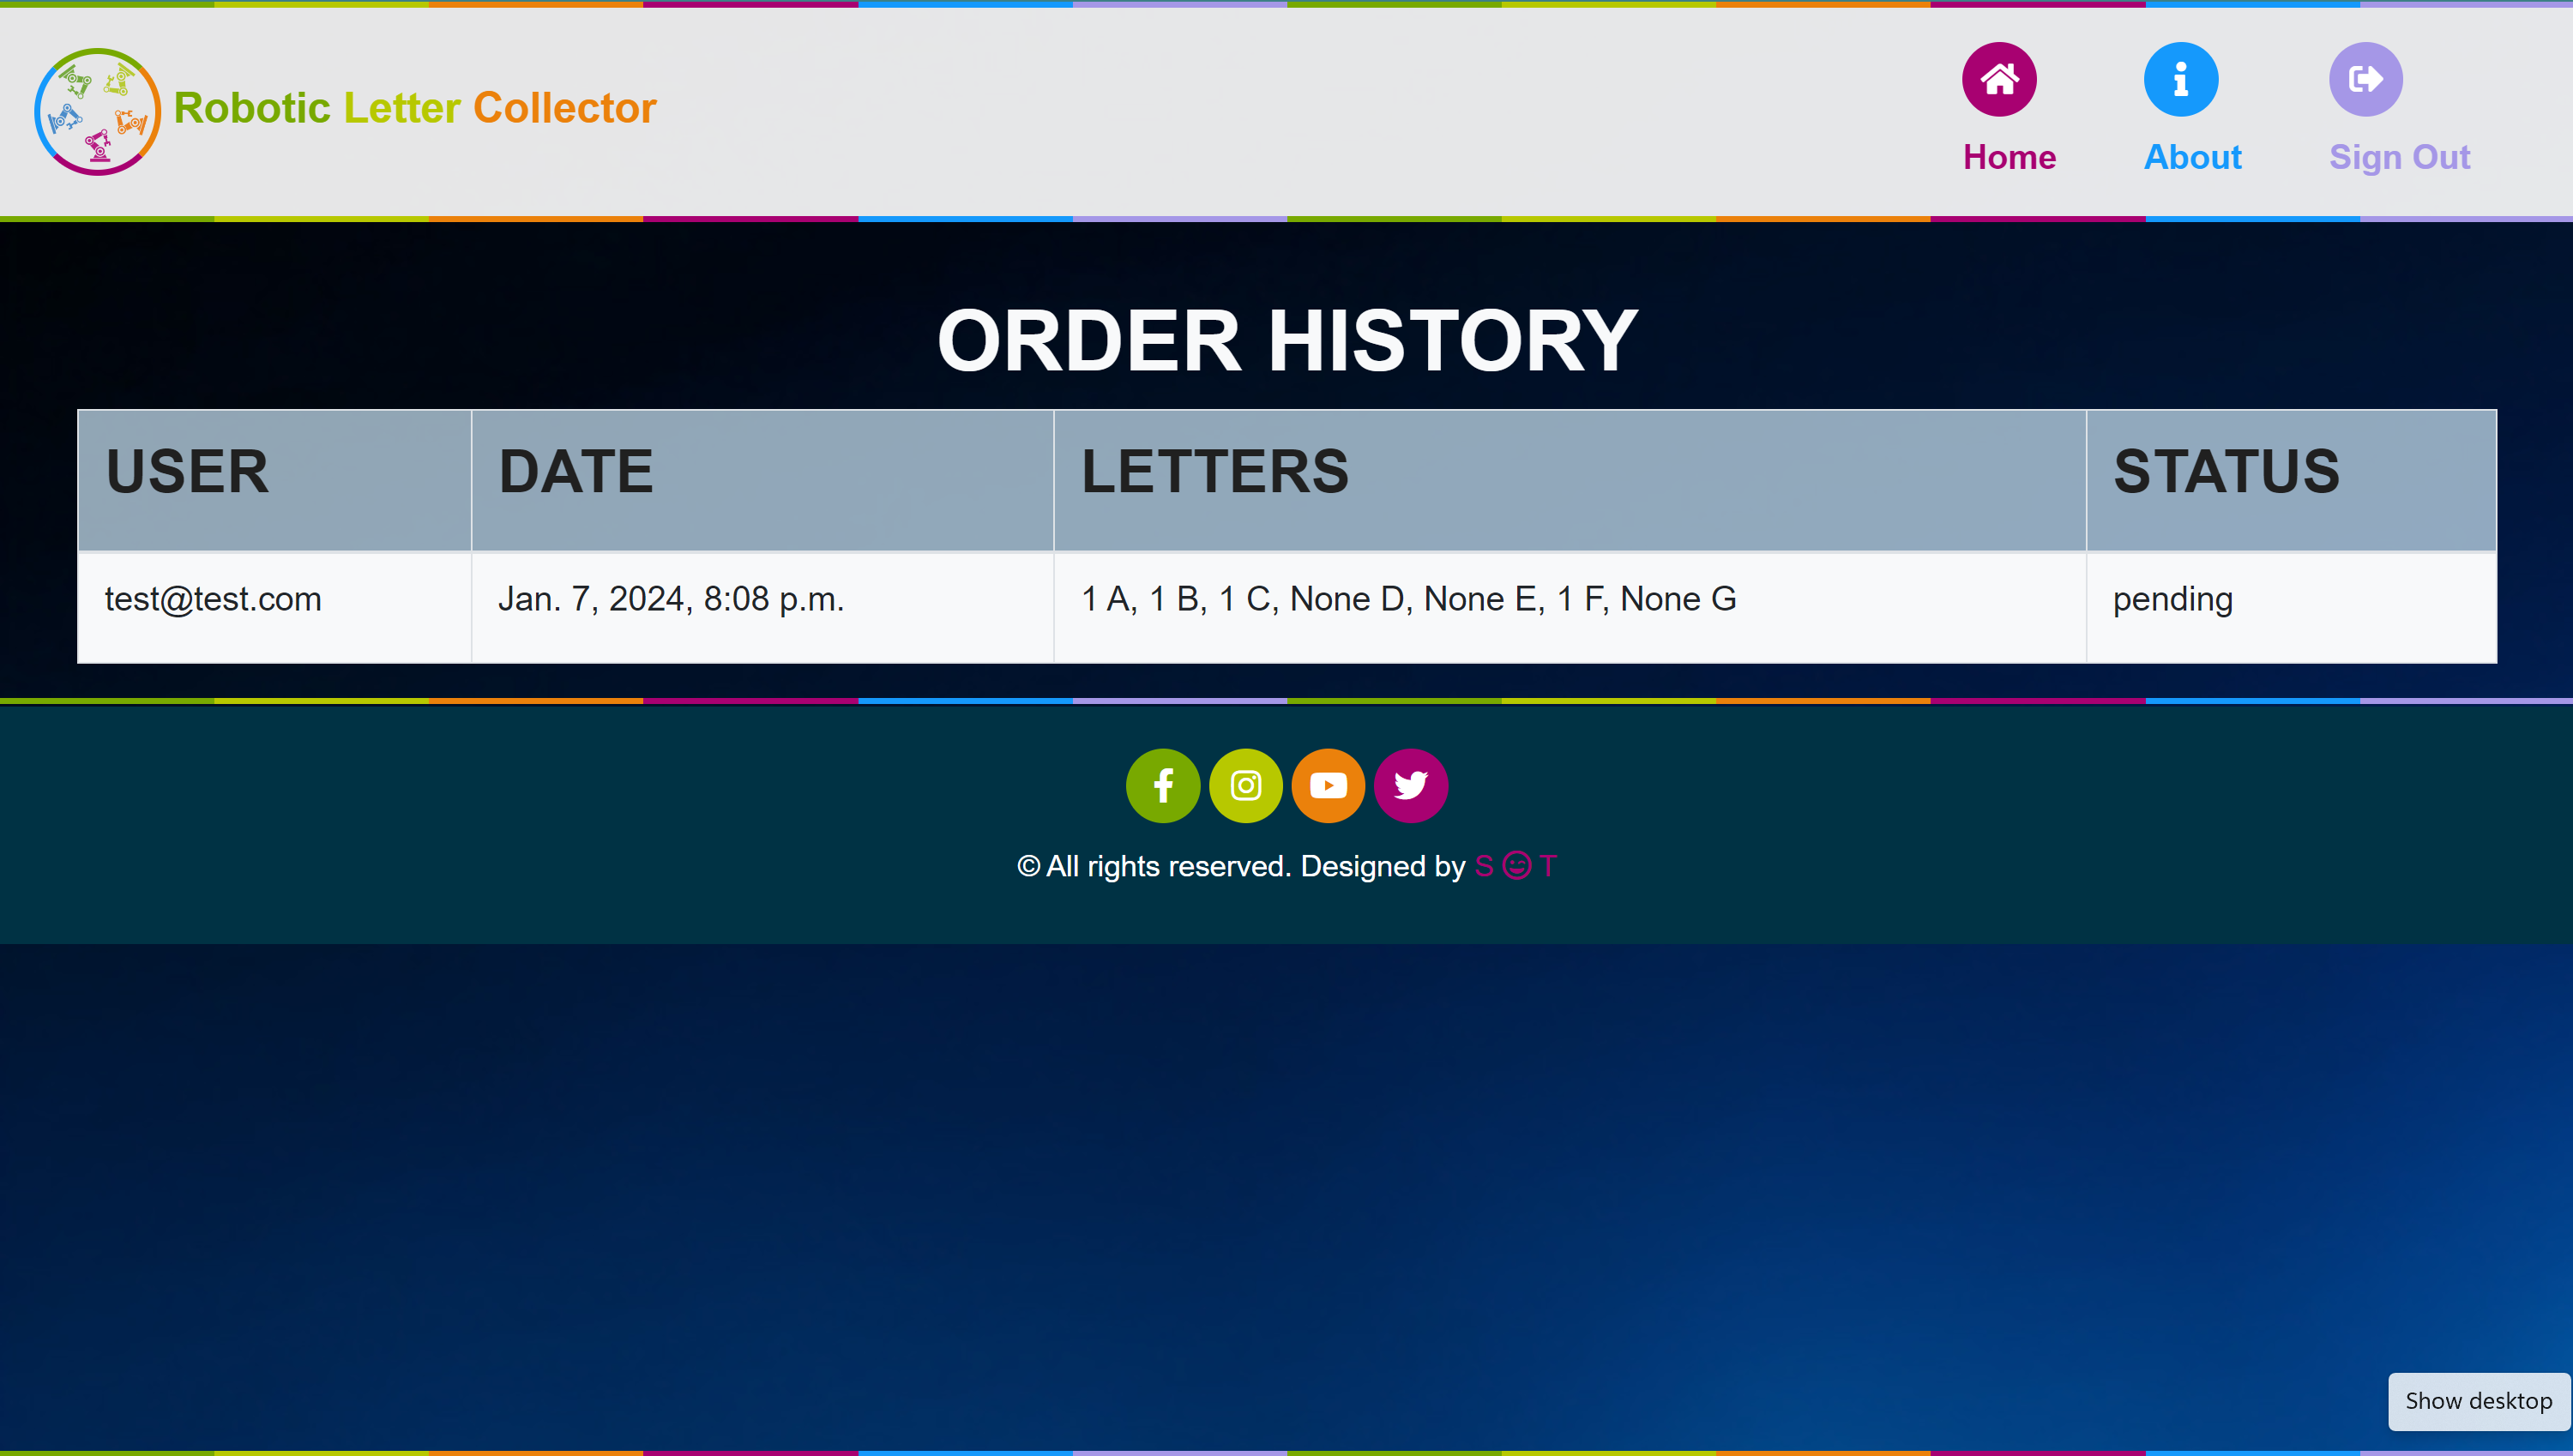 Robotic Letter Collector
Home
About
Sign Out
ORDER HISTORY
USER
DATE
LETTERS
STATUS
test@test.com
Jan. 7, 2024, 8:08 p.m.
1 A, 1 B, 1 C, None D, None E, 1 F, None G
pending
© All rights reserved. Designed by S T
Show desktop